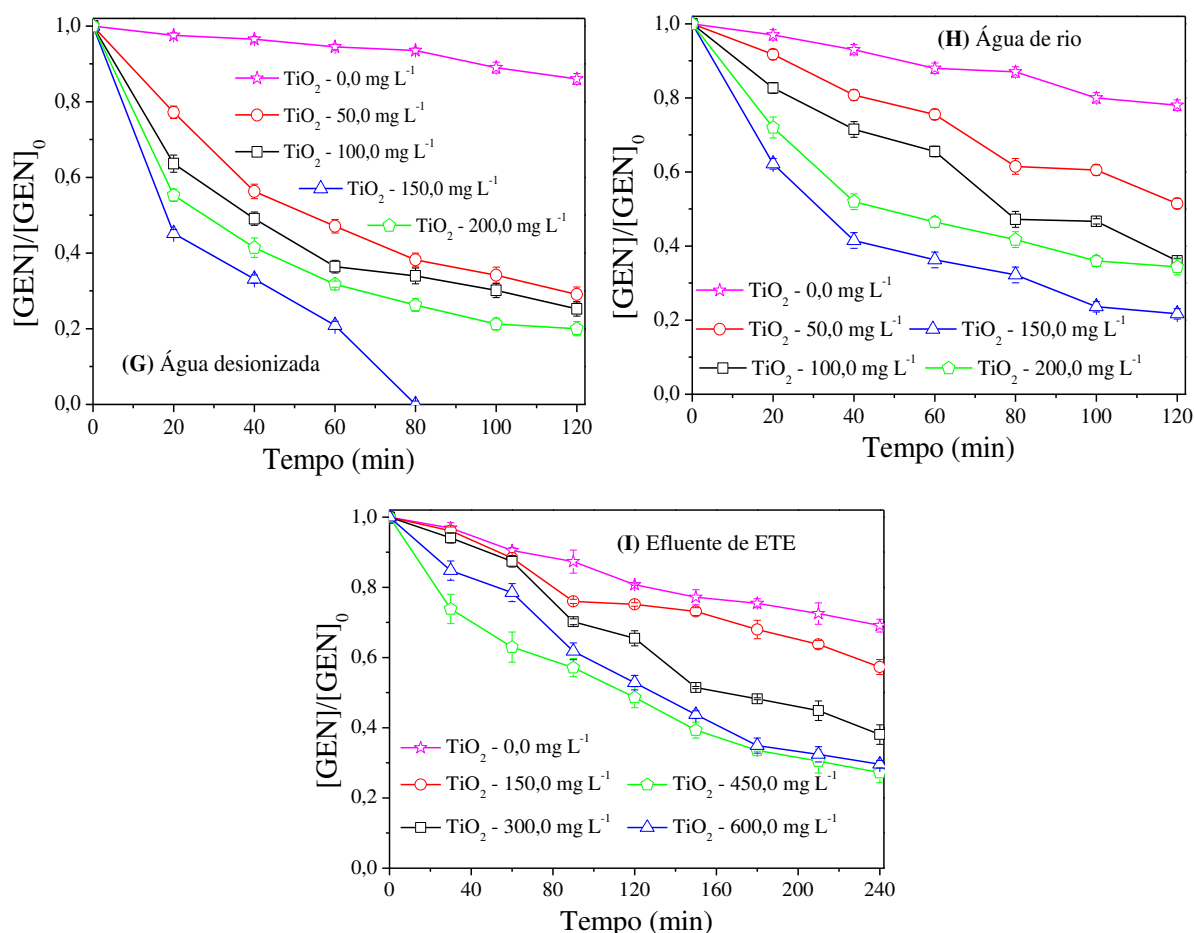 1,0
0,8
0,6
0,4
0,2
0,0
[GEN]/[GEN]₀
TiO₂ - 0,0 mg L⁻¹
TiO₂ - 50,0 mg L⁻¹
TiO₂ - 100,0 mg L⁻¹
TiO₂ - 150,0 mg L⁻¹
TiO₂ - 200,0 mg L⁻¹
(G) Água desionizada
0 20 40 60 80 100 120
Tempo (min)
(H) Água de rio
1,0
0,8
0,6
0,4
0,2
0,0
[GEN]/[GEN]₀
TiO₂ - 0,0 mg L⁻¹
TiO₂ - 50,0 mg L⁻¹ TiO₂ - 150,0 mg L⁻¹
TiO₂ - 100,0 mg L⁻¹ TiO₂ - 200,0 mg L⁻¹
0 20 40 60 80 100 120
Tempo (min)
(I) Efluente de ETE
1,0
0,8
0,6
0,4
0,2
0,0
[GEN]/[GEN]₀
TiO₂ - 0,0 mg L⁻¹
TiO₂ - 150,0 mg L⁻¹ TiO₂ - 450,0 mg L⁻¹
TiO₂ - 300,0 mg L⁻¹ TiO₂ - 600,0 mg L⁻¹
0 40 80 120 160 200 240
Tempo (min)